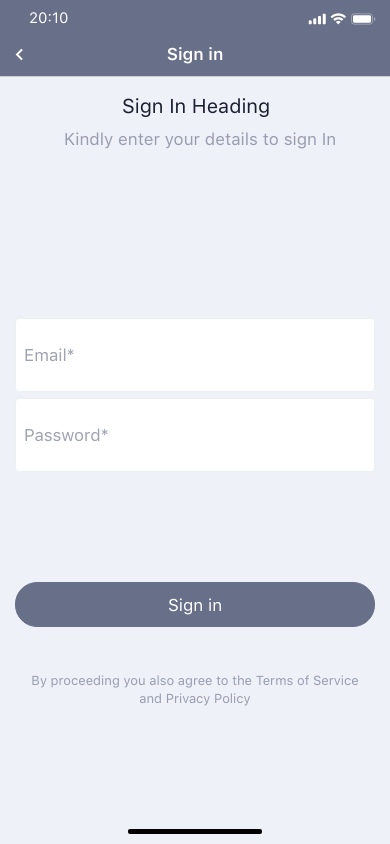 20:10
Sign in
Sign In Heading
Kindly enter your details to sign In
Email*
Password*
Sign in
By proceeding you also agree to the Terms of Service
and Privacy Policy